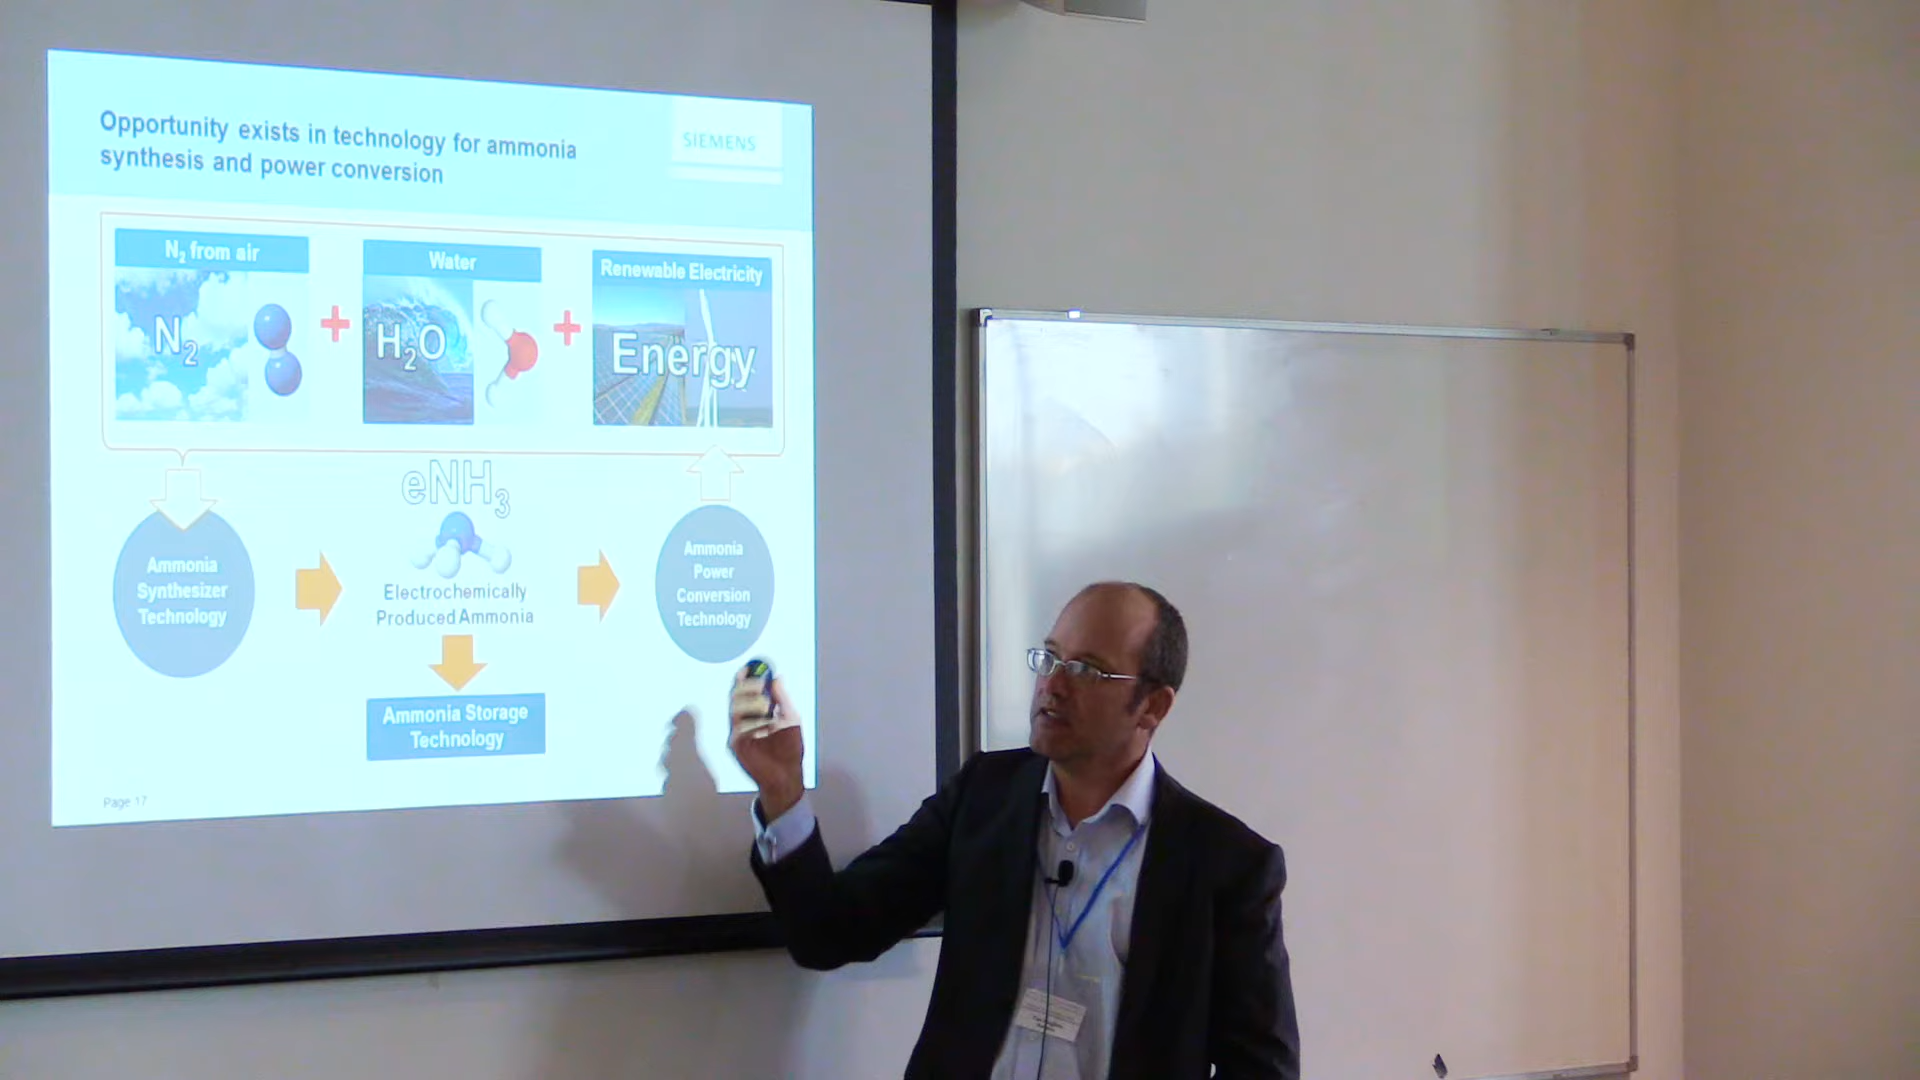 Opportunity exists in technology for ammonia
synthesis and power conversion
SIEMENS
N₂ from air
N₂
+
Water
H₂O
+
Renewable Electricity
Energy
eNH₃
Ammonia
Synthesizer
Technology
Electrochemically
Produced Ammonia
Ammonia
Power
Conversion
Technology
Ammonia Storage
Technology
Page 17